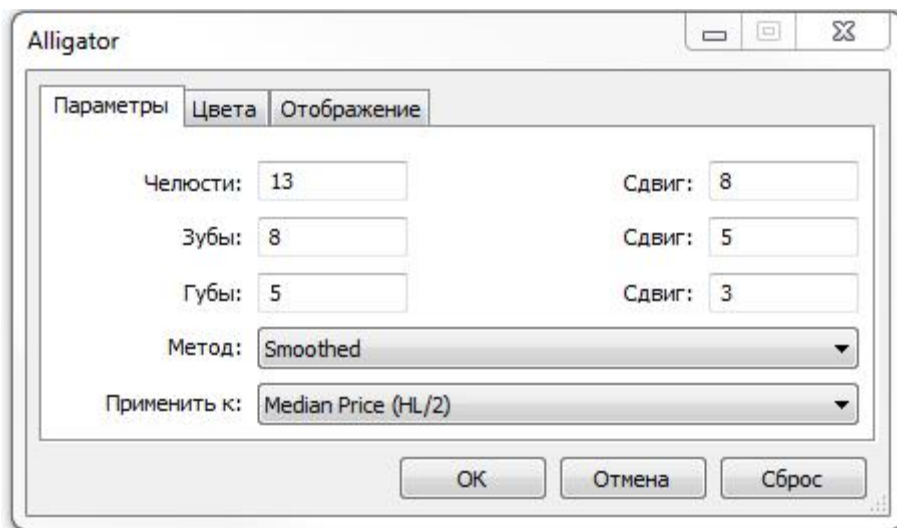 Alligator
Параметры Цвета Отображение
Челюсти: 13 Сдвиг: 8
Зубы: 8 Сдвиг: 5
Губы: 5 Сдвиг: 3
Метод: Smoothed
Применить к: Median Price (HL/2)
OK Отмена Сброс